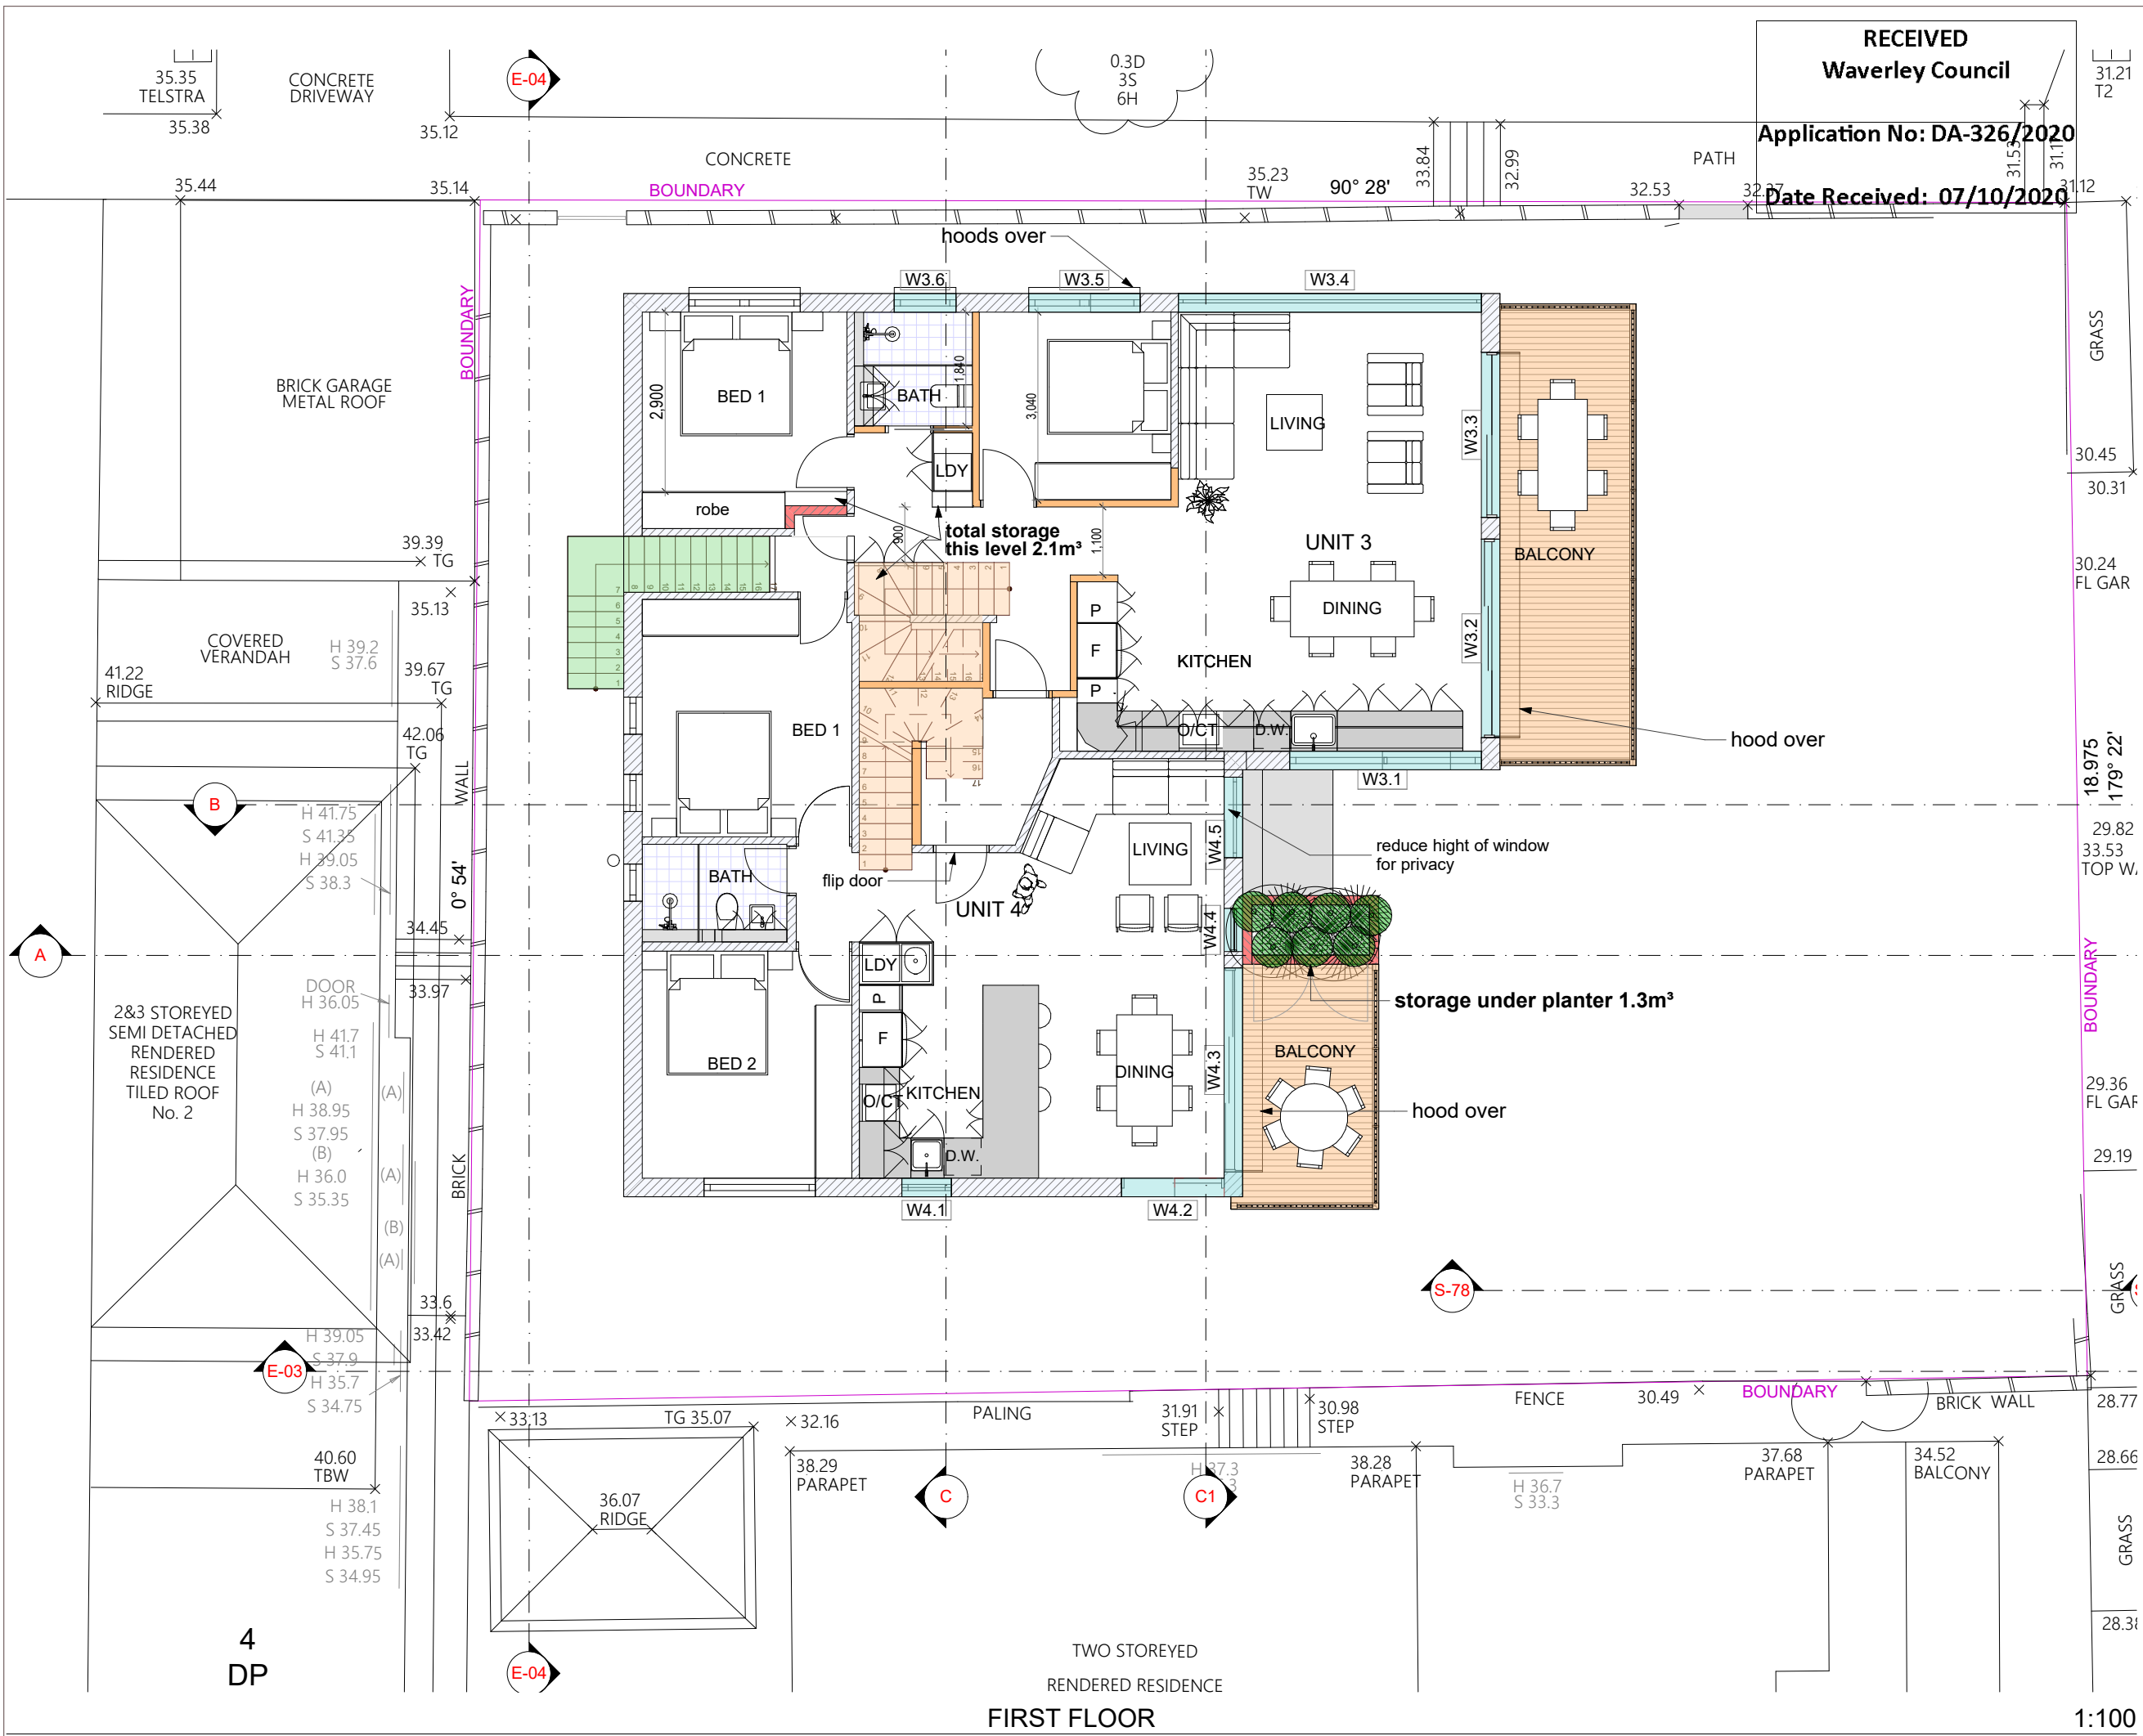 RECEIVED
Waverley Council
Application No: DA-326/2020
Date Received: 07/10/2020
35.35
TELSTRA
35.38
CONCRETE
DRIVEWAY
35.12
E-04
0.3D
3S
6H
31.21
T2
CONCRETE
35.23
TW
90° 28'
33.84
32.99
PATH
31.53
32.53
32.37
31.12
35.44
35.14
BOUNDARY
hoods over
W3.6
W3.5
W3.4
BOUNDARY
GRASS
BRICK GARAGE
METAL ROOF
2,900
BED 1
BATH
1,840
3,040
LIVING
W3.3
30.45
30.31
LDY
robe
total storage
this level 2.1m³
900
1,100
UNIT 3
BALCONY
39.39
TG
35.13
30.24
FL GAR
COVERED
VERANDAH
H 39.2
S 37.6
39.67
TG
41.22
RIDGE
P
F
P
DINING
W3.2
KITCHEN
O/CT
D.W.
42.06
TG
BED 1
hood over
W3.1
18.975
179° 22'
WALL
B
H 41.75
S 41.35
H 39.05
S 38.3
0° 54'
LIVING
W4.5
reduce hight of window
for privacy
29.82
33.53
TOP WA
BATH
flip door
UNIT 4
W4.4
34.45
A
LDY
P
F
33.97
DOOR
H 36.05
storage under planter 1.3m³
BOUNDARY
2&3 STOREYED
SEMI DETACHED
RENDERED
RESIDENCE
TILED ROOF
No. 2
H 41.7
S 41.1
(A)
H 38.95
S 37.95
(B)
H 36.0
S 35.35
(A)
(A)
(B)
(A)
BED 2
KITCHEN
O/CT
D.W.
DINING
W4.3
BALCONY
hood over
29.36
FL GAR
29.19
BRICK
W4.1
W4.2
S-78
GRASS
33.6
33.42
H 39.05
S 37.9
H 35.7
S 34.75
E-03
33.13
TG 35.07
32.16
PALING
31.91
STEP
30.98
STEP
FENCE
30.49
BOUNDARY
BRICK WALL
28.77
40.60
TBW
38.29
PARAPET
H 37.3
38.28
PARAPET
37.68
PARAPET
34.52
BALCONY
28.66
H 36.7
S 33.3
H 38.1
S 37.45
H 35.75
S 34.95
36.07
RIDGE
C
C1
GRASS
28.38
4
DP
E-04
TWO STOREYED
RENDERED RESIDENCE
FIRST FLOOR
1:100